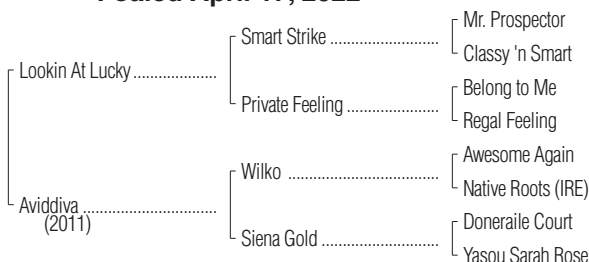 Foaled April 17, 2022
Mr. Prospector
Smart Strike
Classy 'n Smart
Lookin At Lucky
Belong to Me
Private Feeling
Regal Feeling
Awesome Again
Wilko
Native Roots (IRE)
Aviddiva
(2011)
Doneraile Court
Siena Gold
Yasou Sarah Rose